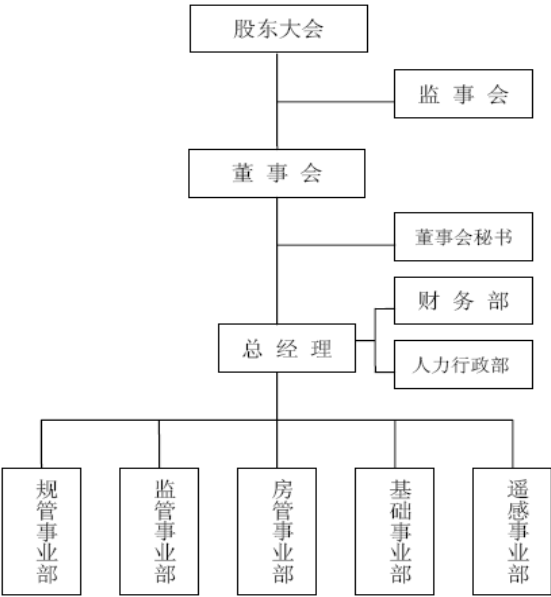 股东大会
监事会
董事会
董事会秘书
财务部
总经理
人力行政部
规管事业部
监管事业部
房管事业部
基础事业部
遥感事业部